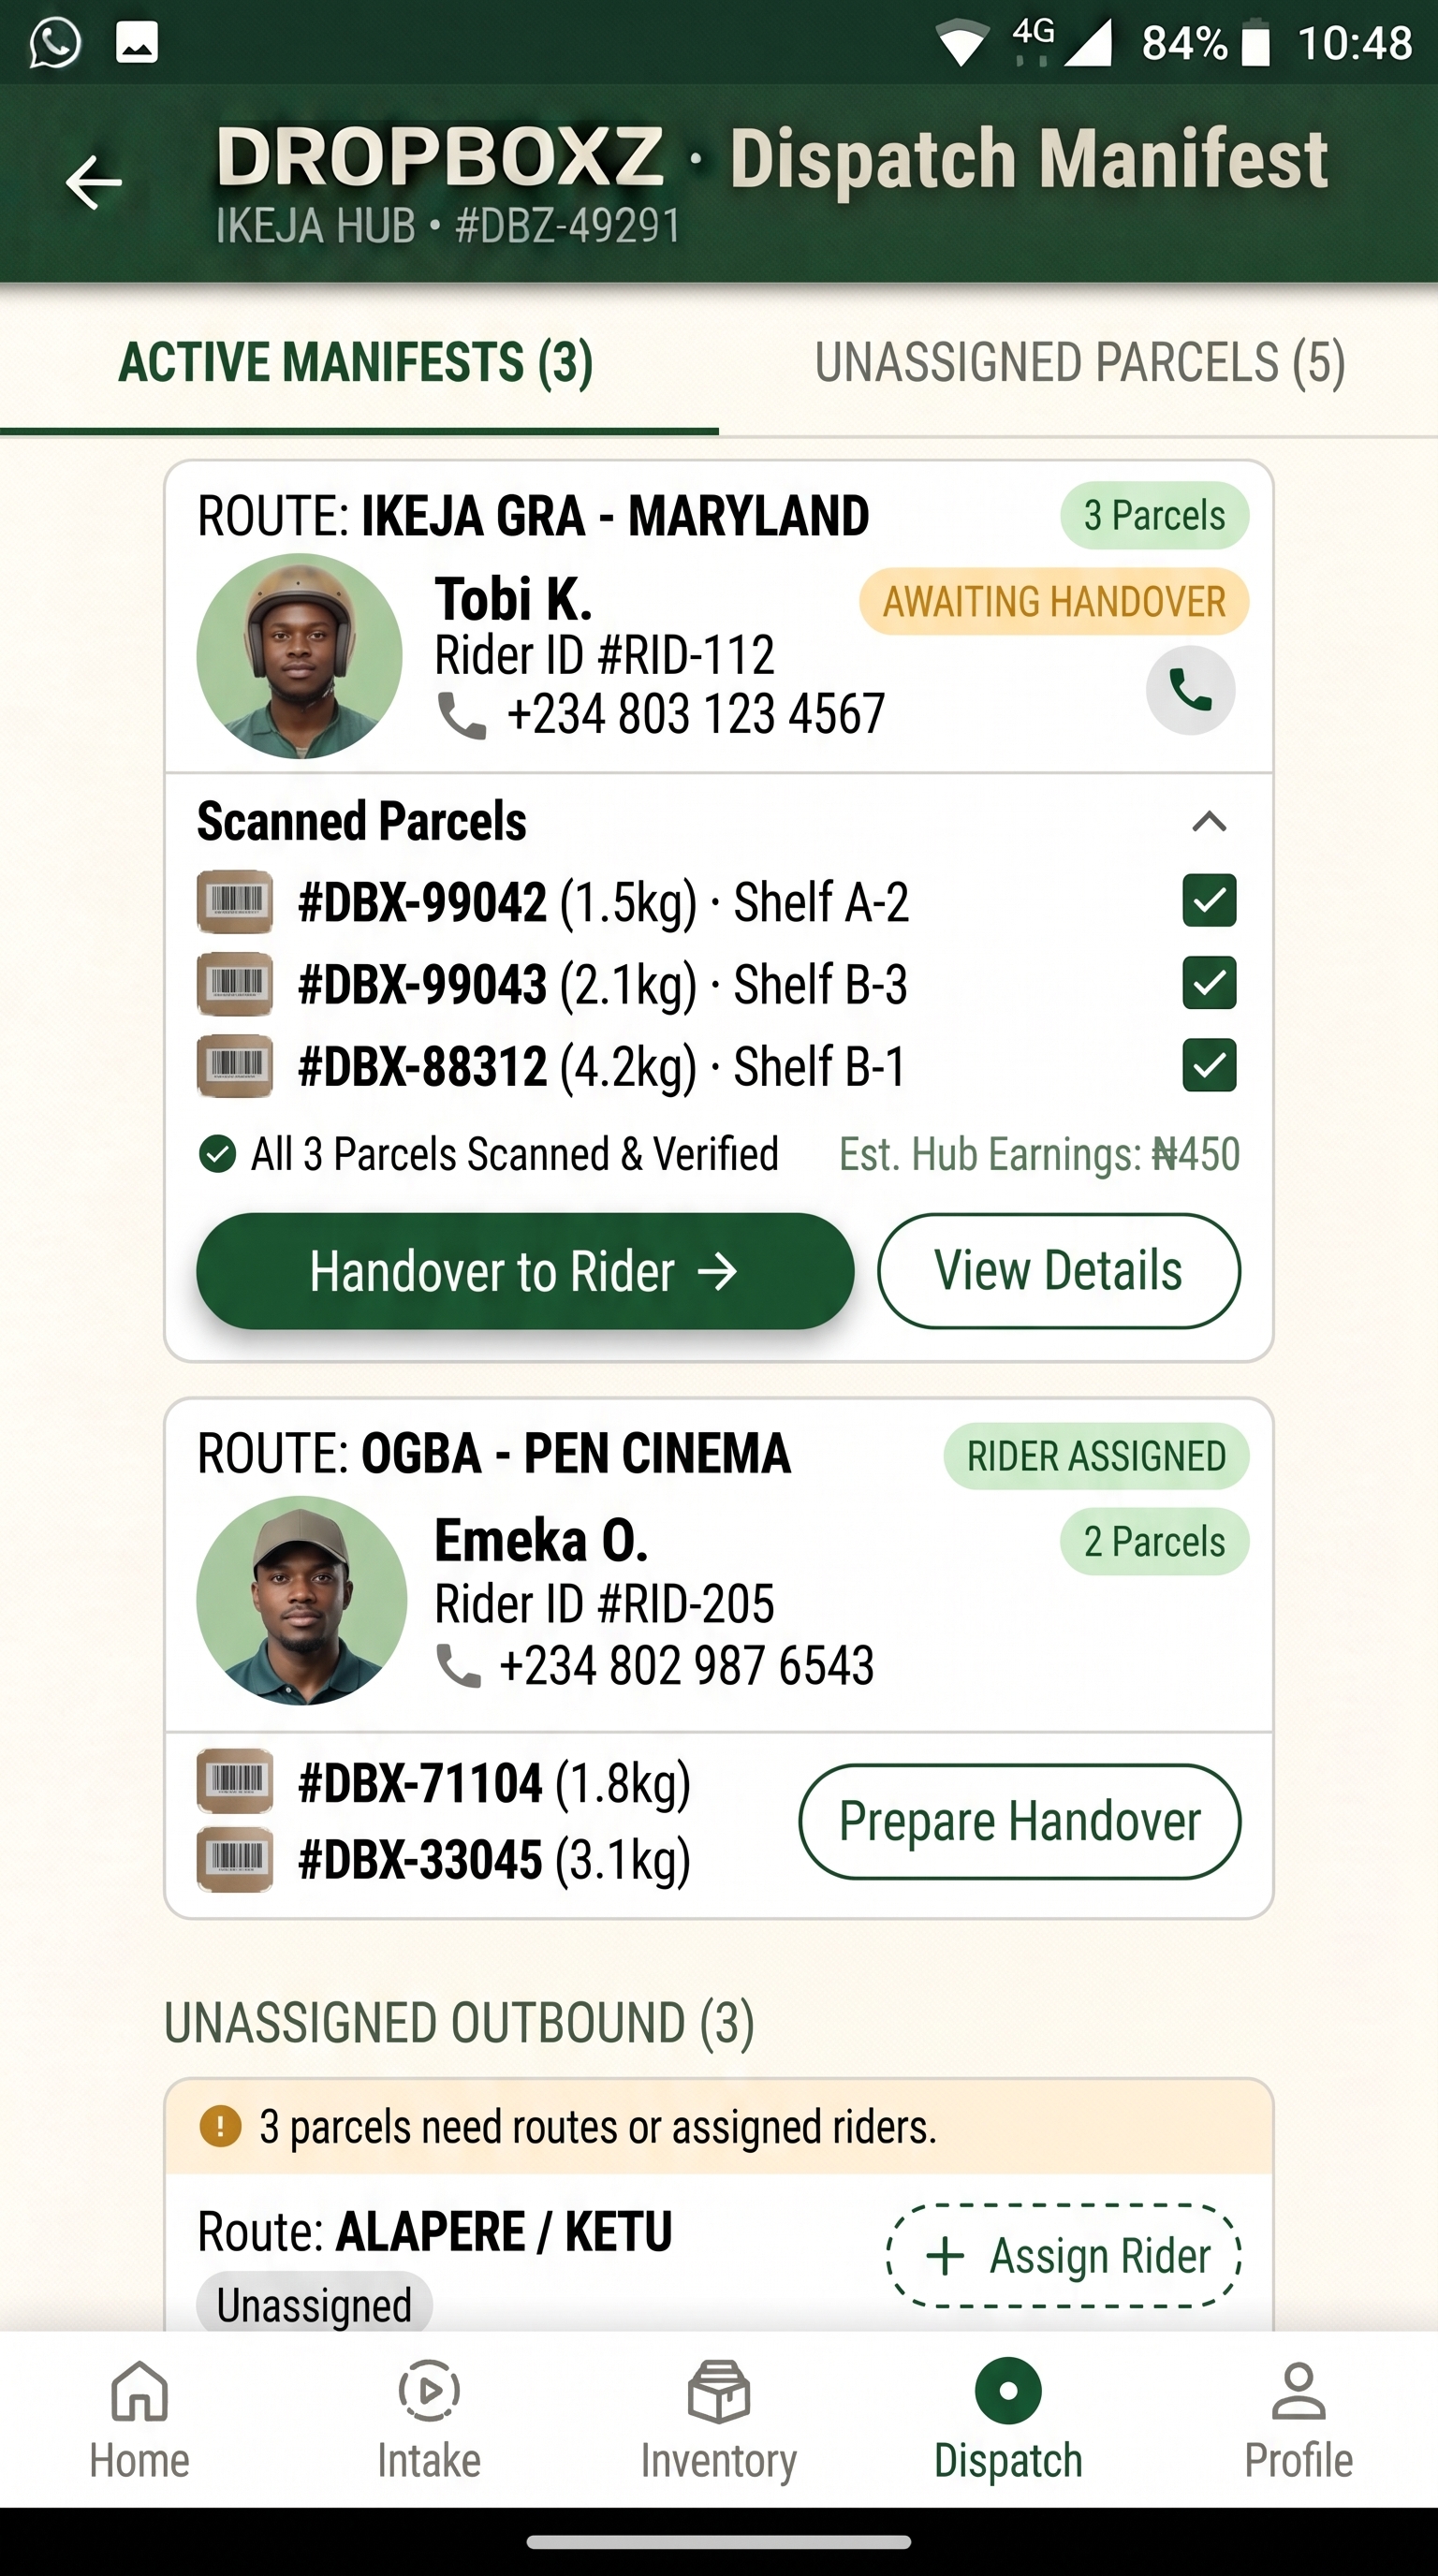 4G 84% 10:48
DROPBOXZ · Dispatch Manifest
IKEJA HUB • #DBZ-49291
ACTIVE MANIFESTS (3)
UNASSIGNED PARCELS (5)
ROUTE: IKEJA GRA - MARYLAND
3 Parcels
Tobi K.
AWAITING HANDOVER
Rider ID #RID-112
+234 803 123 4567
Scanned Parcels
#DBX-99042 (1.5kg) · Shelf A-2
#DBX-99043 (2.1kg) · Shelf B-3
#DBX-88312 (4.2kg) · Shelf B-1
All 3 Parcels Scanned & Verified
Est. Hub Earnings: ₦450
Handover to Rider →
View Details
ROUTE: OGBA - PEN CINEMA
RIDER ASSIGNED
Emeka O.
2 Parcels
Rider ID #RID-205
+234 802 987 6543
#DBX-71104 (1.8kg)
#DBX-33045 (3.1kg)
Prepare Handover
UNASSIGNED OUTBOUND (3)
3 parcels need routes or assigned riders.
Route: ALAPERE / KETU
+ Assign Rider
Unassigned
Home
Intake
Inventory
Dispatch
Profile